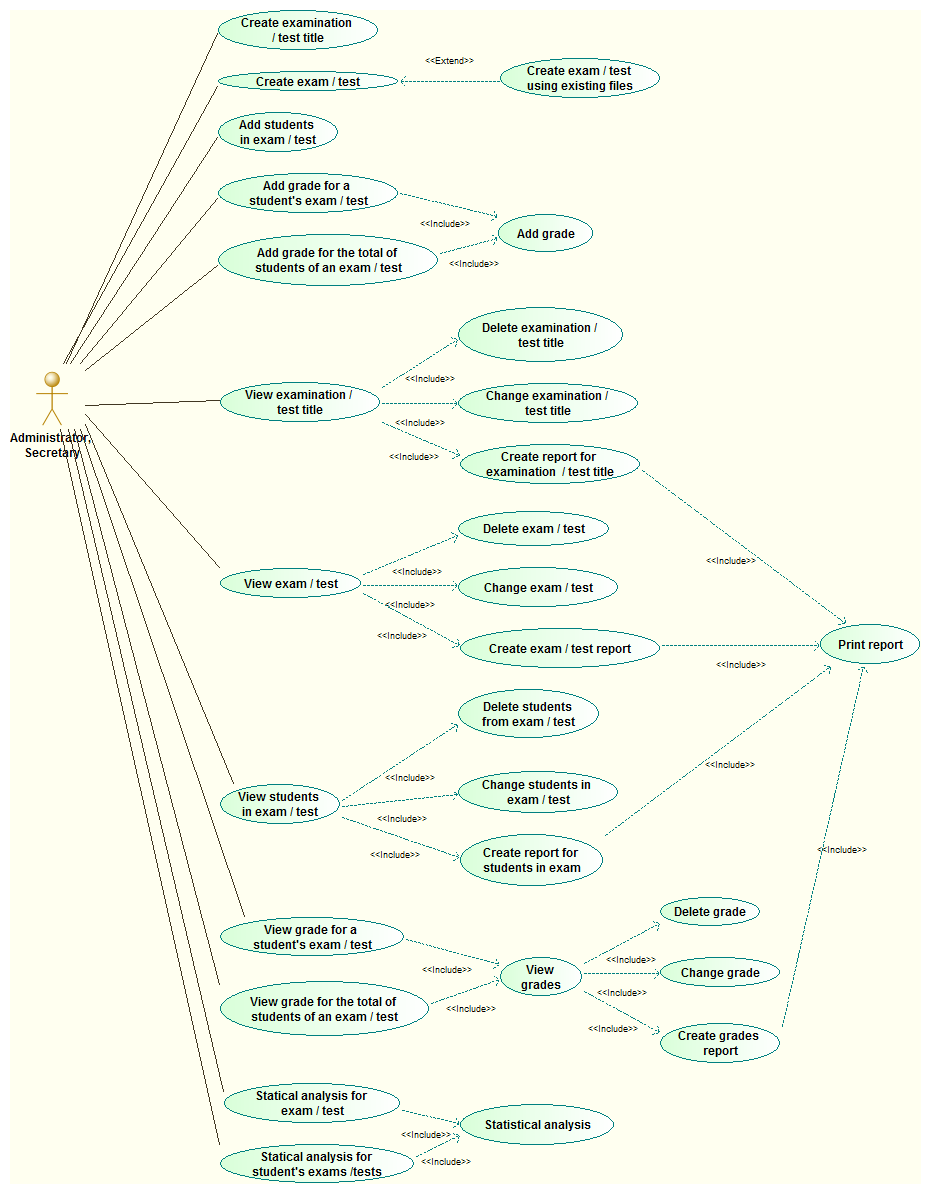 Create examination
/ test title
<<Extend>>
Create exam / test
Create exam / test
using existing files
Add students
in exam / test
Add grade for a
student's exam / test
<<Include>>
Add grade
Add grade for the total of
students of an exam / test
<<Include>>
Delete examination /
test title
<<Include>>
View examination /
test title
Change examination /
test title
<<Include>>
<<Include>>
Create report for
examination / test title
Administrator,
Secretary
Delete exam / test
<<Include>>
<<Include>>
View exam / test
Change exam / test
<<Include>>
<<Include>>
Create exam / test report
<<Include>>
Print report
Delete students
from exam / test
<<Include>>
<<Include>>
View students
in exam / test
Change students in
exam / test
<<Include>>
<<Include>>
Create report for
students in exam
<<Include>>
Delete grade
View grade for a
student's exam / test
<<Include>>
<<Include>>
View
grades
Change grade
<<Include>>
View grade for the total of
students of an exam / test
<<Include>>
<<Include>>
Create grades
report
Statical analysis for
exam / test
<<Include>>
Statistical analysis
Statical analysis for
student's exams /tests
<<Include>>